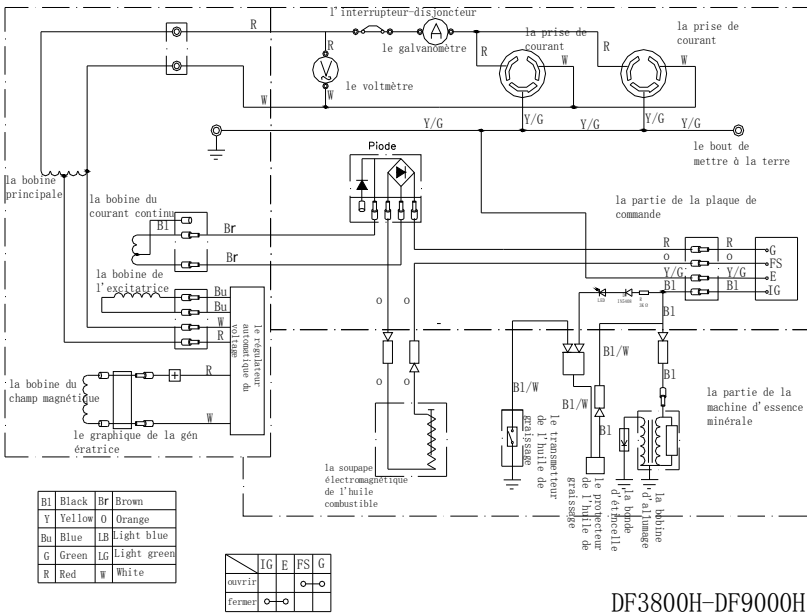 l'interrupteur-disjoncteur
R
R
A
le galvanomètre
la prise de
courant
la prise de
courant
R
W
R
W
V
le voltmètre
W
W
Y/G
Y/G
Y/G
Y/G
Y/G
le bout de
mettre à la terre
Piode
la bobine
principale
la bobine du
courant continu
Bl
Br
Br
la partie de la plaque de
commande
R
R
G
O
O
FS
Y/G
Y/G
E
Bl
Bl
IG
la bobine de
l'excitatrice
Bu
Bu
W
R
le régulateur
automatique du
voltage
O
O
LED
Bl
la bobine du
champ magnétique
+
R
W
O
O
Bl/W
Bl/W
Bl/W
Bl
Bl
la partie de la
machine d'essence
minérale
le graphique de la gén
ératrice
la soupape
électromagnétique
de l'huile
combustible
le transmetteur
de l'huile de
graissage
le protecteur
de l'huile de
graissage
la bonde
d'étincelle
la bobine
d'allumage
Bl Black Br Brown
Y Yellow O Orange
Bu Blue LB Light blue
G Green LG Light green
R Red W White
IG E FS G
ouvrir
fermer
DF3800H-DF9000H